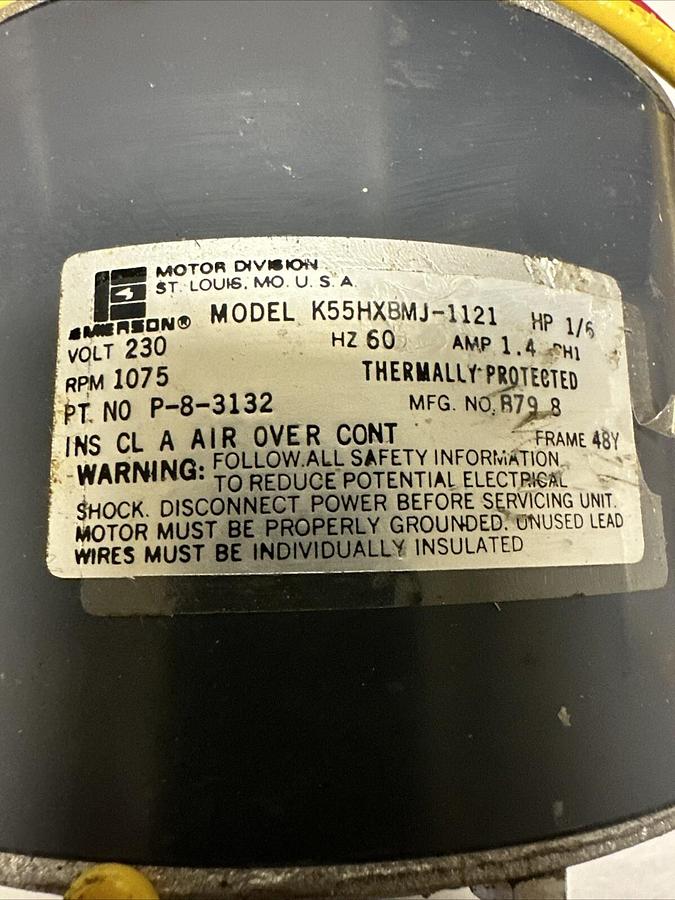 MOTOR DIVISION
ST. LOUIS, MO. U.S.A.
EMERSON®
MODEL K55HXBMJ-1121 HP 1/6
VOLT 230 HZ 60 AMP 1.4 PH1
RPM 1075 THERMALLY PROTECTED
PT. NO P-8-3132 MFG. NO. B79 8
INS CL A AIR OVER CONT FRAME 48Y
WARNING: FOLLOW ALL SAFETY INFORMATION
TO REDUCE POTENTIAL ELECTRICAL
SHOCK. DISCONNECT POWER BEFORE SERVICING UNIT.
MOTOR MUST BE PROPERLY GROUNDED. UNUSED LEAD
WIRES MUST BE INDIVIDUALLY INSULATED